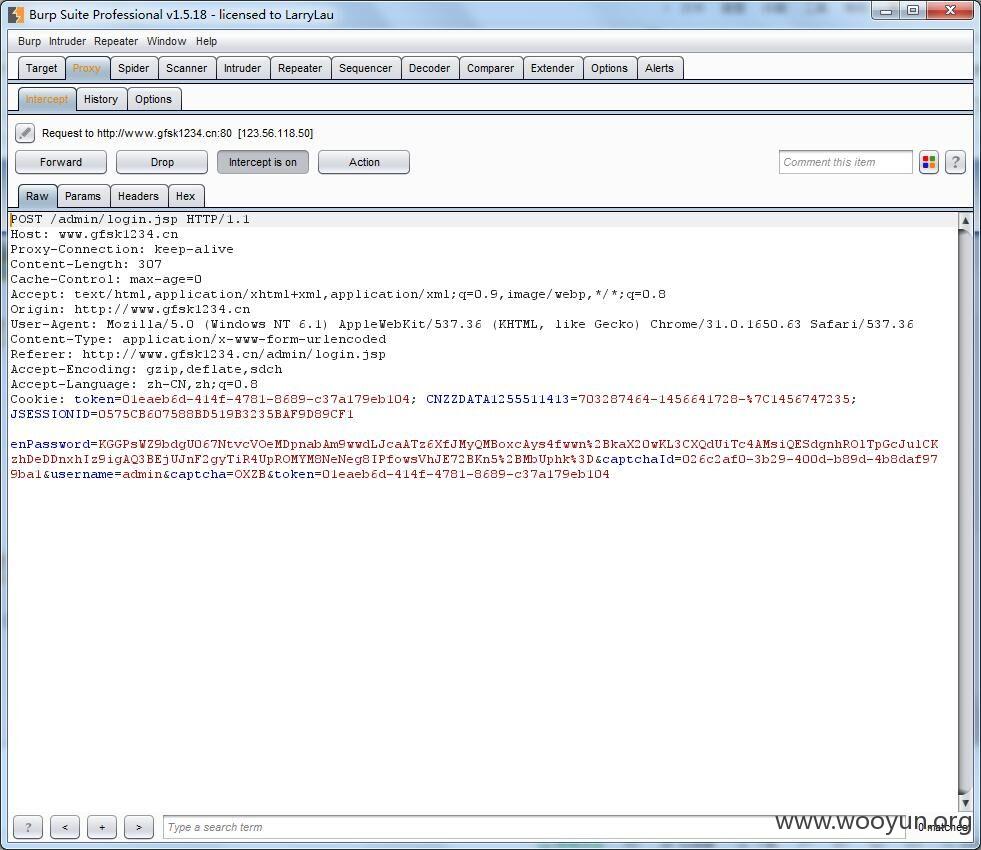 Burp Suite Professional v1.5.18 - licensed to LarryLau
Burp Intruder Repeater Window Help
Target Proxy Spider Scanner Intruder Repeater Sequencer Decoder Comparer Extender Options Alerts
Intercept History Options
Request to http://www.gfsk1234.cn:80 [123.56.118.50]
Forward Drop Intercept is on Action Comment this item ?
Raw Params Headers Hex
POST /admin/login.jsp HTTP/1.1
Host: www.gfsk1234.cn
Proxy-Connection: keep-alive
Content-Length: 307
Cache-Control: max-age=0
Accept: text/html,application/xhtml+xml,application/xml;q=0.9,image/webp,*/*;q=0.8
Origin: http://www.gfsk1234.cn
User-Agent: Mozilla/5.0 (Windows NT 6.1) AppleWebKit/537.36 (KHTML, like Gecko) Chrome/31.0.1650.63 Safari/537.36
Content-Type: application/x-www-form-urlencoded
Referer: http://www.gfsk1234.cn/admin/login.jsp
Accept-Encoding: gzip,deflate,sdch
Accept-Language: zh-CN,zh;q=0.8
Cookie: token=01eaeb6d-414f-4781-8689-c37a179eb104; CNZZDATA1255511413=703287464-1456641728-%7C1456747235;
JSESSIONID=0575CB607588BD519B3235BAF9D89CF1
enPassword=KGGPsWZ9bdgU067NtvcVOeMDpnabAm9wwdLJcaATz6XfJMyQMBoxcAys4fwwn%2BkaX20wKL3CXQdUiTc4AMsiQESdgnhROlTpGcJulCK
zhDeDDnxhIz9igAQ3BEjUJnF2gyTiR4UpROMYM8NeNeg8IPfowsVhJE72BKn5%2BMbUphk%3D&captchaId=026c2af0-3b29-400d-b89d-4b8daf97
9ba1&username=admin&captcha=OXZB&token=01eaeb6d-414f-4781-8689-c37a179eb104
? < + > Type a search term 0 matches
www.wooyun.org